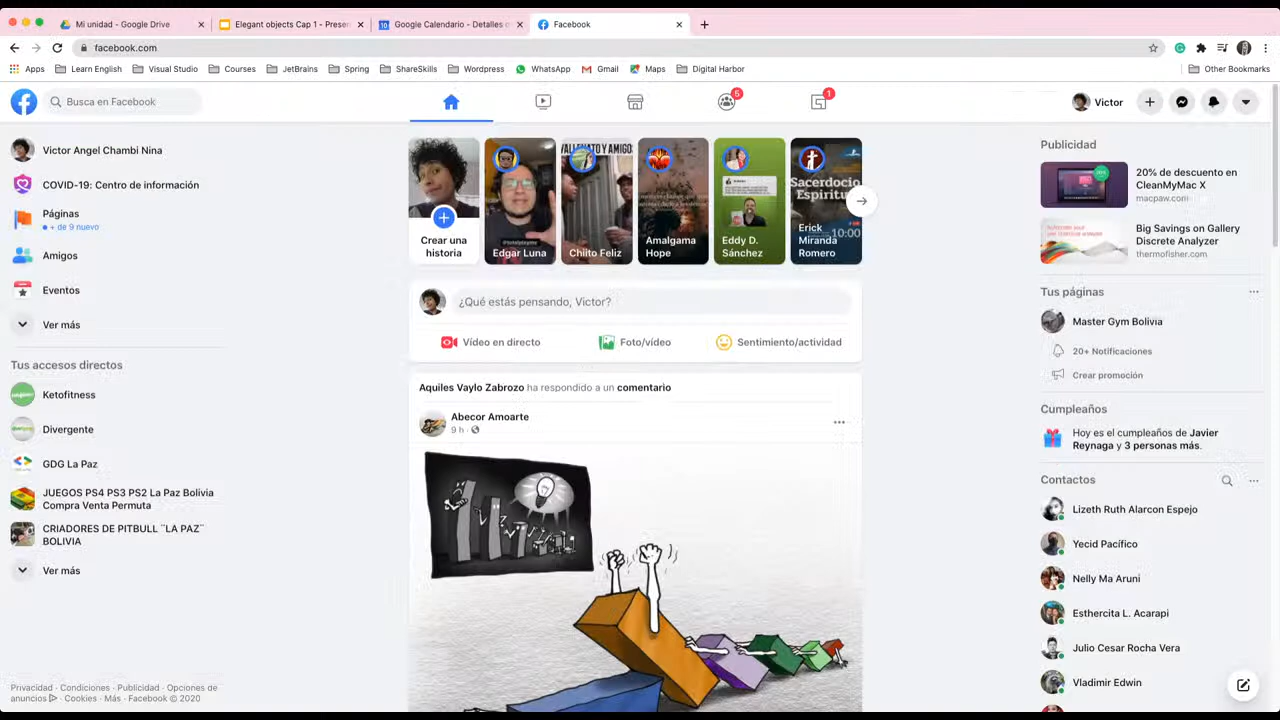 Mi unidad - Google Drive
Elegant objects Cap 1 - Presen
Google Calendario - Detalles
Facebook
facebook.com
Apps
Learn English
Visual Studio
Courses
JetBrains
Spring
ShareSkills
Wordpress
WhatsApp
Gmail
Maps
Digital Harbor
Other Bookmarks
Busca en Facebook
5
1
Victor
Victor Angel Chambi Nina
COVID-19: Centro de información
Páginas
+ de 9 nuevo
Amigos
Eventos
Ver más
Tus accesos directos
Ketofitness
Divergente
GDG La Paz
JUEGOS PS4 PS3 PS2 La Paz Bolivia
Compra Venta Permuta
CRIADORES DE PITBULL ¨LA PAZ¨
BOLIVIA
Ver más
Privacidad · Condiciones · Publicidad · Opciones de
anuncios · Cookies · Más · Facebook © 2020
Crear una
historia
Edgar Luna
Chiito Feliz
Amalgama
Hope
Eddy D.
Sánchez
Sacerdocio
Espiritu
Erick
Miranda
Romero
10:00
¿Qué estás pensando, Victor?
Vídeo en directo
Foto/vídeo
Sentimiento/actividad
Aquiles Vaylo Zabrozo ha respondido a un comentario
Abecor Amoarte
9 h ·
Publicidad
20% de descuento en
CleanMyMac X
macpaw.com
Big Savings on Gallery
Discrete Analyzer
thermofisher.com
Tus páginas
Master Gym Bolivia
20+ Notificaciones
Crear promoción
Cumpleaños
Hoy es el cumpleaños de Javier
Reynaga y 3 personas más.
Contactos
Lizeth Ruth Alarcon Espejo
Yecid Pacífico
Nelly Ma Aruni
Esthercita L. Acarapi
Julio Cesar Rocha Vera
Vladimir Edwin